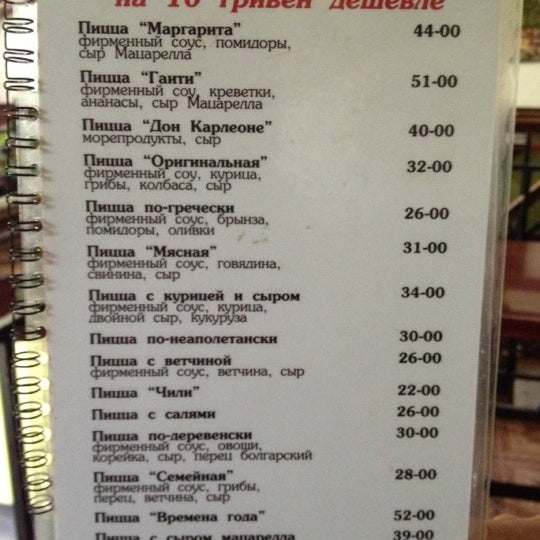 на 10 гривен дешевле
Пицца "Маргарита" 44-00
фирменный соус, помидоры,
сыр Мацарелла
Пицца "Гаити" 51-00
фирменный соу, креветки,
ананасы, сыр Мацарелла
Пицца "Дон Карлеоне" 40-00
морепродукты, сыр
Пицца "Оригинальная" 32-00
фирменный соу, курица,
грибы, колбаса, сыр
Пицца по-гречески 26-00
фирменный соус, брынза,
помидоры, оливки
Пицца "Мясная" 31-00
фирменный соус, говядина,
свинина, сыр
Пицца с курицей и сыром 34-00
фирменный соус, курица,
двойной сыр, кукуруза
Пицца по-неаполетански 30-00
Пицца с ветчиной 26-00
фирменный соус, ветчина, сыр
Пицца "Чили" 22-00
Пицца с салями 26-00
Пицца по-деревенски 30-00
фирменный соус, овощи,
корейка, сыр, перец болгарский
Пицца "Семейная" 28-00
фирменный соус, грибы,
перец, ветчина, сыр
Пицца "Времена года" 52-00
Пицца с сыром мацарелла 39-00